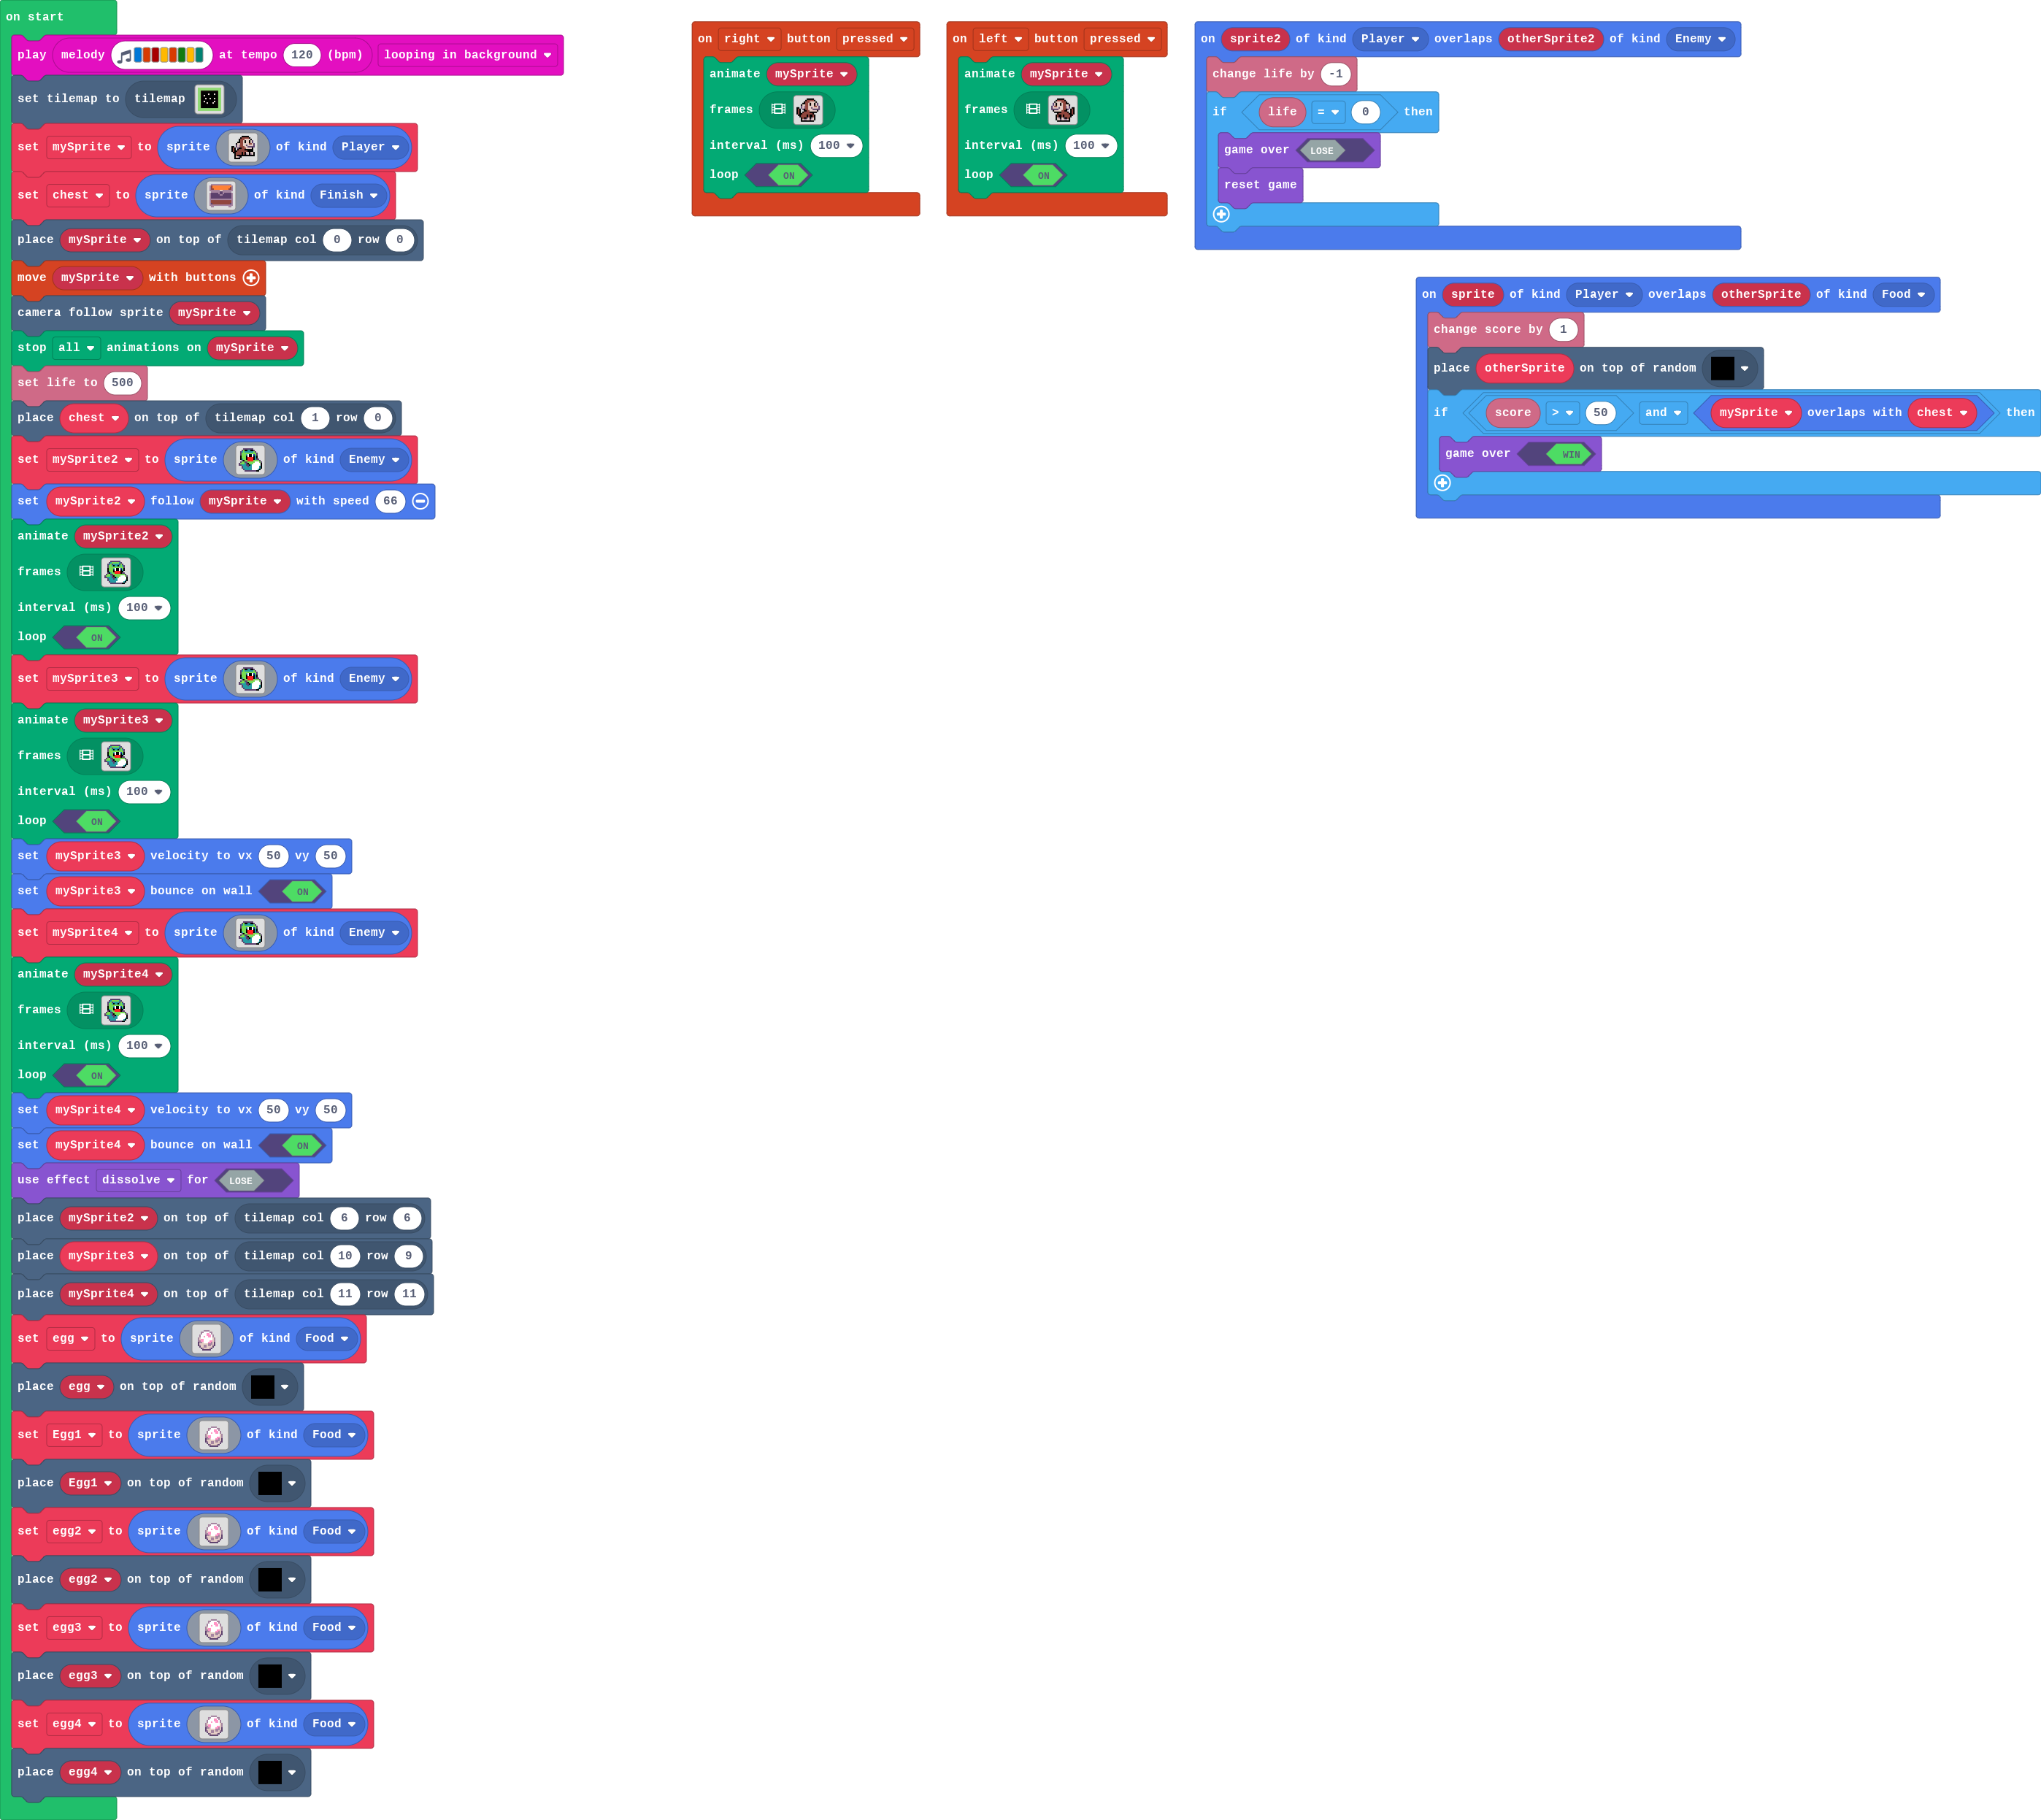 on start
play melody at tempo 120 (bpm) looping in background
set tilemap to tilemap
set mySprite to sprite of kind Player
set chest to sprite of kind Finish
place mySprite on top of tilemap col 0 row 0
move mySprite with buttons
camera follow sprite mySprite
stop all animations on mySprite
set life to 500
place chest on top of tilemap col 1 row 0
set mySprite2 to sprite of kind Enemy
set mySprite2 follow mySprite with speed 66
animate mySprite2
frames
interval (ms) 100
loop ON
set mySprite3 to sprite of kind Enemy
animate mySprite3
frames
interval (ms) 100
loop ON
set mySprite3 velocity to vx 50 vy 50
set mySprite3 bounce on wall ON
set mySprite4 to sprite of kind Enemy
animate mySprite4
frames
interval (ms) 100
loop ON
set mySprite4 velocity to vx 50 vy 50
set mySprite4 bounce on wall ON
use effect dissolve for LOSE
place mySprite2 on top of tilemap col 6 row 6
place mySprite3 on top of tilemap col 10 row 9
place mySprite4 on top of tilemap col 11 row 11
set egg to sprite of kind Food
place egg on top of random
set Egg1 to sprite of kind Food
place Egg1 on top of random
set egg2 to sprite of kind Food
place egg2 on top of random
set egg3 to sprite of kind Food
place egg3 on top of random
set egg4 to sprite of kind Food
place egg4 on top of random
on right button pressed
animate mySprite
frames
interval (ms) 100
loop ON
on left button pressed
animate mySprite
frames
interval (ms) 100
loop ON
on sprite2 of kind Player overlaps otherSprite2 of kind Enemy
change life by -1
if life = 0 then
game over LOSE
reset game
on sprite of kind Player overlaps otherSprite of kind Food
change score by 1
place otherSprite on top of random
if score > 50 and mySprite overlaps with chest then
game over WIN